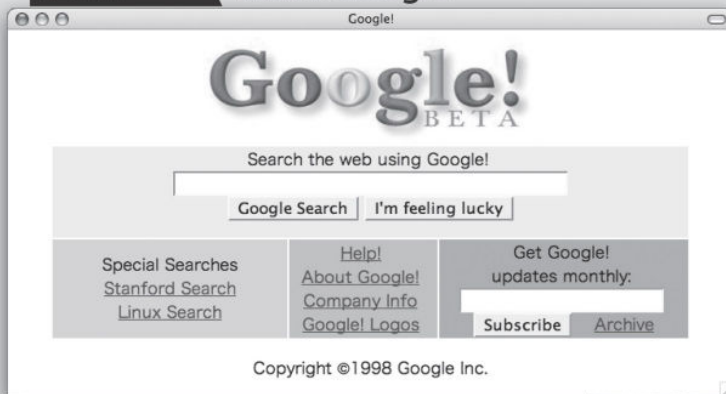 Google!
Google!
BETA
Search the web using Google!
Google Search I'm feeling lucky
Special Searches
Stanford Search
Linux Search
Help!
About Google!
Company Info
Google! Logos
Get Google!
updates monthly:
Subscribe Archive
Copyright ©1998 Google Inc.